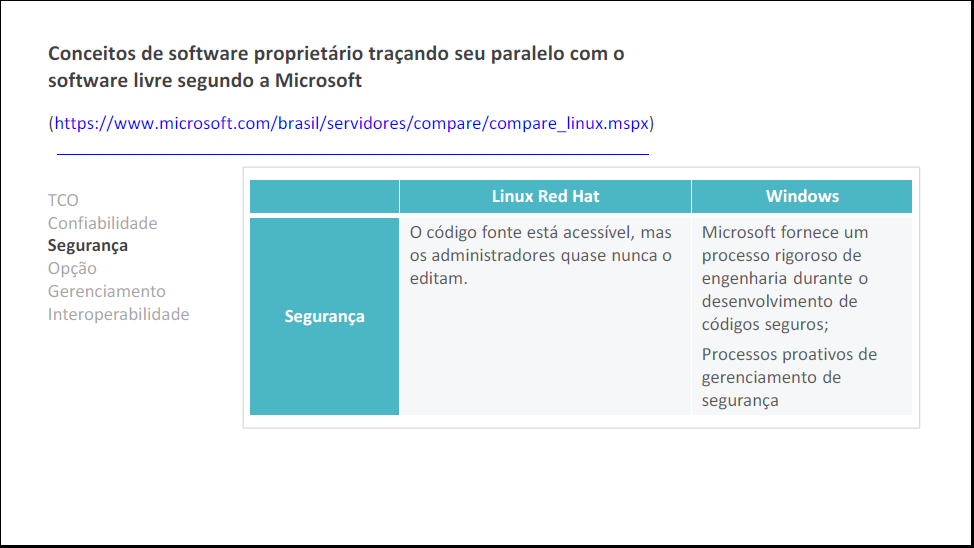 Conceitos de software proprietário traçando seu paralelo com o
software livre segundo a Microsoft
(https://www.microsoft.com/brasil/servidores/compare/compare_linux.mspx)
TCO
Confiabilidade
Segurança
Opção
Gerenciamento
Interoperabilidade
Linux Red Hat
Windows
Segurança
O código fonte está acessível, mas
os administradores quase nunca o
editam.
Microsoft fornece um
processo rigoroso de
engenharia durante o
desenvolvimento de
códigos seguros;
Processos proativos de
gerenciamento de
segurança